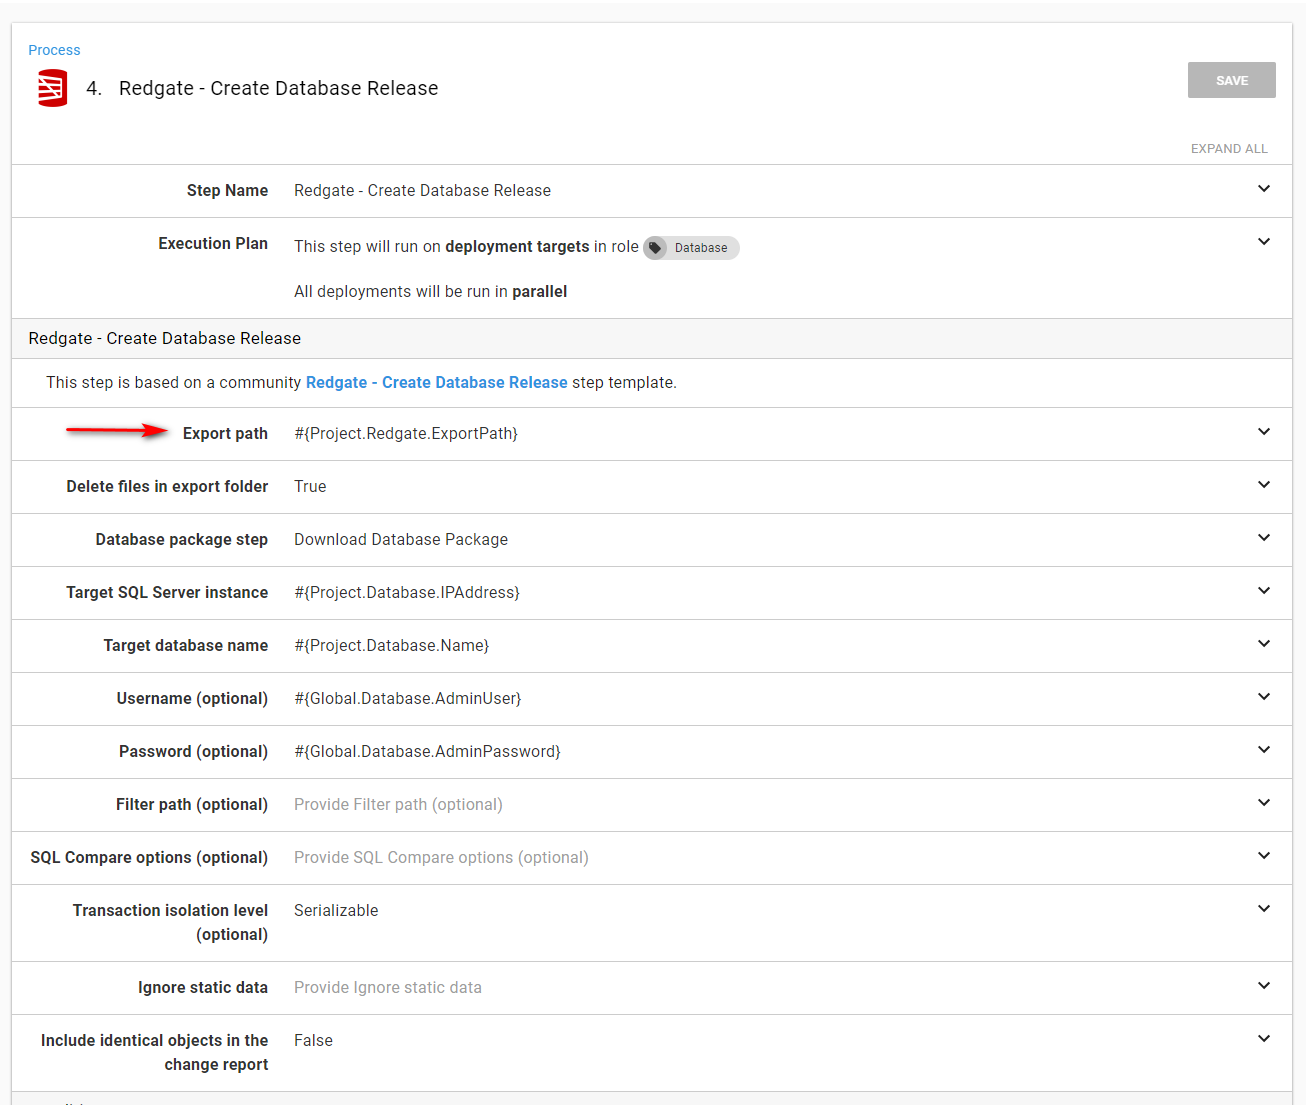 Process
4. Redgate - Create Database Release
SAVE
EXPAND ALL
Step Name Redgate - Create Database Release
Execution Plan This step will run on deployment targets in role Database
All deployments will be run in parallel
Redgate - Create Database Release
This step is based on a community Redgate - Create Database Release step template.
Export path #{Project.Redgate.ExportPath}
Delete files in export folder True
Database package step Download Database Package
Target SQL Server instance #{Project.Database.IPAddress}
Target database name #{Project.Database.Name}
Username (optional) #{Global.Database.AdminUser}
Password (optional) #{Global.Database.AdminPassword}
Filter path (optional) Provide Filter path (optional)
SQL Compare options (optional) Provide SQL Compare options (optional)
Transaction isolation level Serializable
(optional)
Ignore static data Provide Ignore static data
Include identical objects in the False
change report